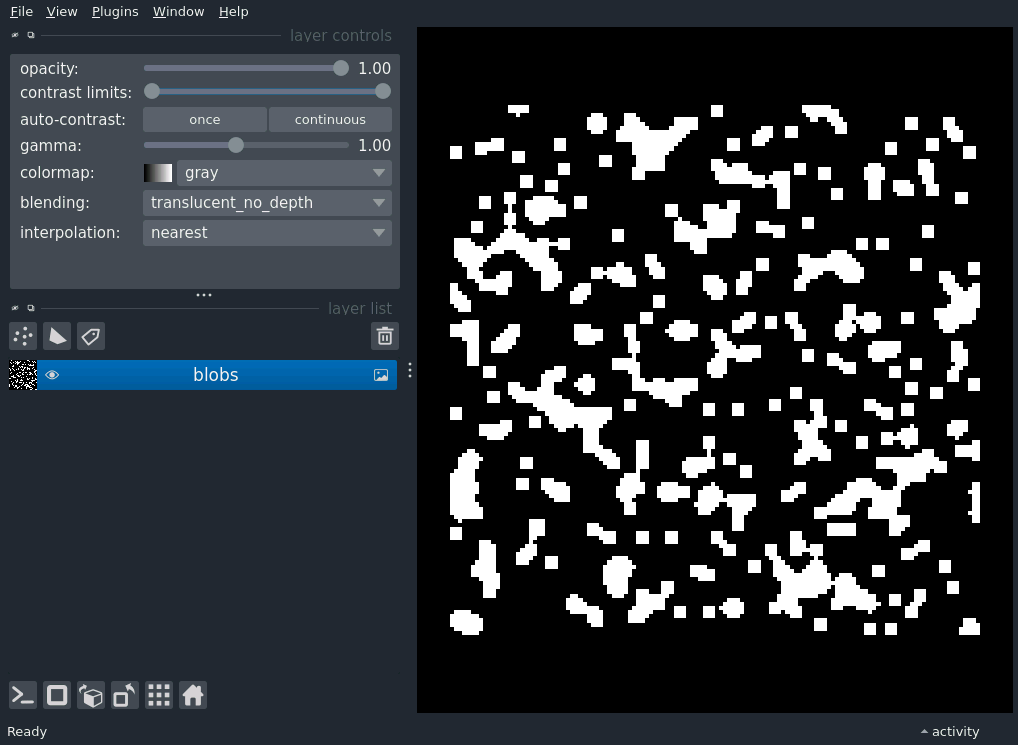 File View Plugins Window Help
layer controls
opacity: 1.00
contrast limits:
auto-contrast: once continuous
gamma: 1.00
colormap: gray
blending: translucent_no_depth
interpolation: nearest
layer list
blobs
Ready activity